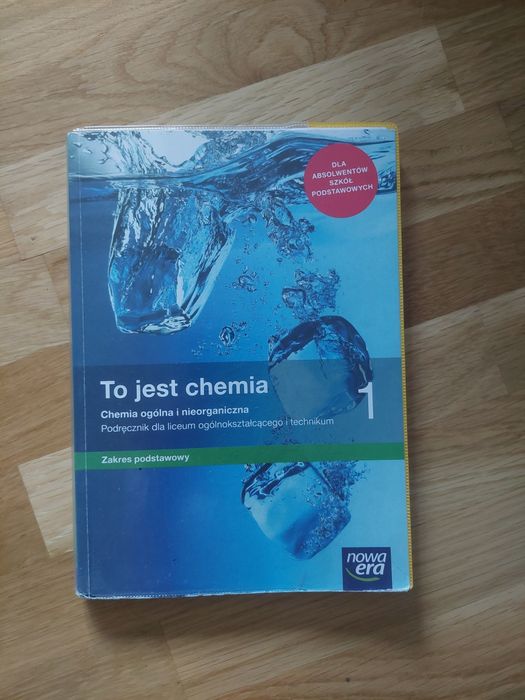 DLA
ABSOLWENTÓW
SZKÓŁ
PODSTAWOWYCH
To jest chemia
1
Chemia ogólna i nieorganiczna
Podręcznik dla liceum ogólnokształcącego i technikum
Zakres podstawowy
nowa
era